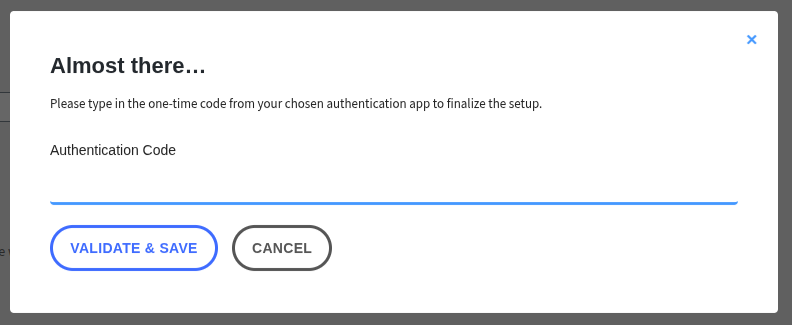 ×
Almost there...
Please type in the one-time code from your chosen authentication app to finalize the setup.
Authentication Code
VALIDATE & SAVE
CANCEL